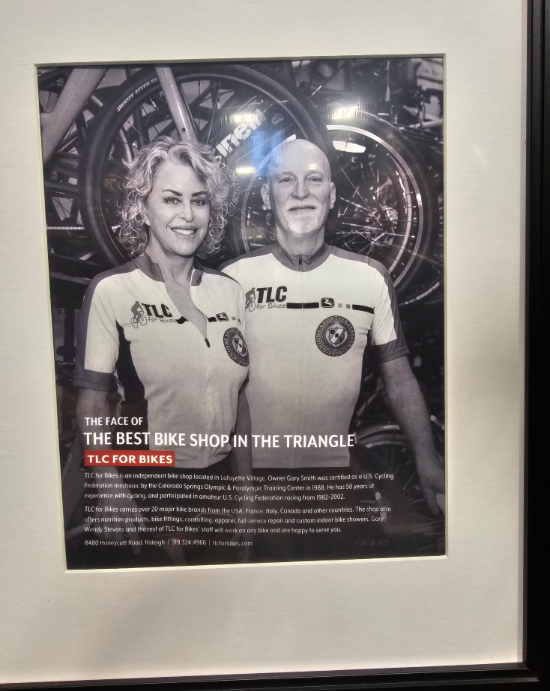 TLC
for Bikes
TLC
for Bikes
THE FACE OF
THE BEST BIKE SHOP IN THE TRIANGLE
TLC FOR BIKES
TLC for Bikes is an independent bike shop located in Lafayette Village. Owner Gary Smith was certified as a U.S. Cycling
Federation mechanic by the Colorado Springs Olympic & Paralympic Training Center in 1988. He has 50 years of
experience with cycling, and participated in amateur U.S. Cycling Federation racing from 1982-2002.
TLC for Bikes carries over 20 major bike brands from the USA, France, Italy, Canada and other countries. The shop also
offers nutrition products, bike fittings, consulting, apparel, full-service repair and custom indoor bike showers. Gary,
Wendy Stevens and the rest of TLC for Bikes' staff will work on any bike and are happy to serve you.
8480 Honeycutt Road, Raleigh | 919.324.4966 | tlcforbikes.com